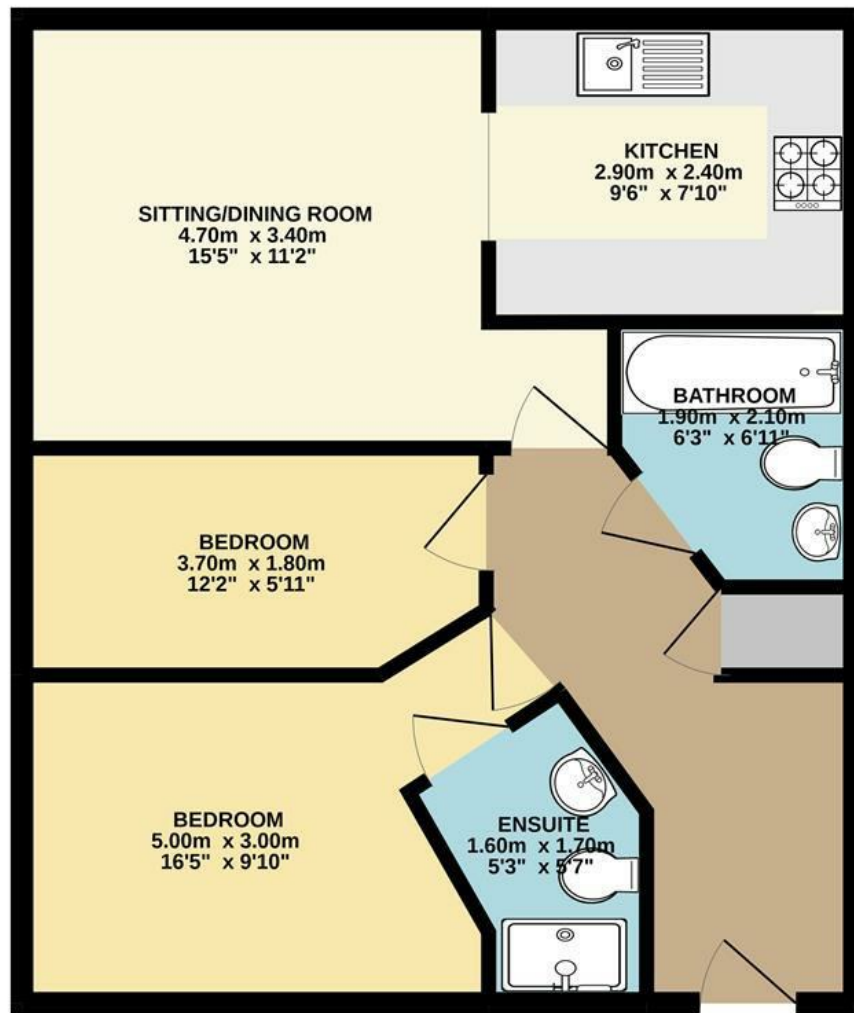 SITTING/DINING ROOM
4.70m x 3.40m
15'5" x 11'2"
KITCHEN
2.90m x 2.40m
9'6" x 7'10"
BATHROOM
1.90m x 2.10m
6'3" x 6'11"
BEDROOM
3.70m x 1.80m
12'2" x 5'11"
BEDROOM
5.00m x 3.00m
16'5" x 9'10"
ENSUITE
1.60m x 1.70m
5'3" x 5'7"